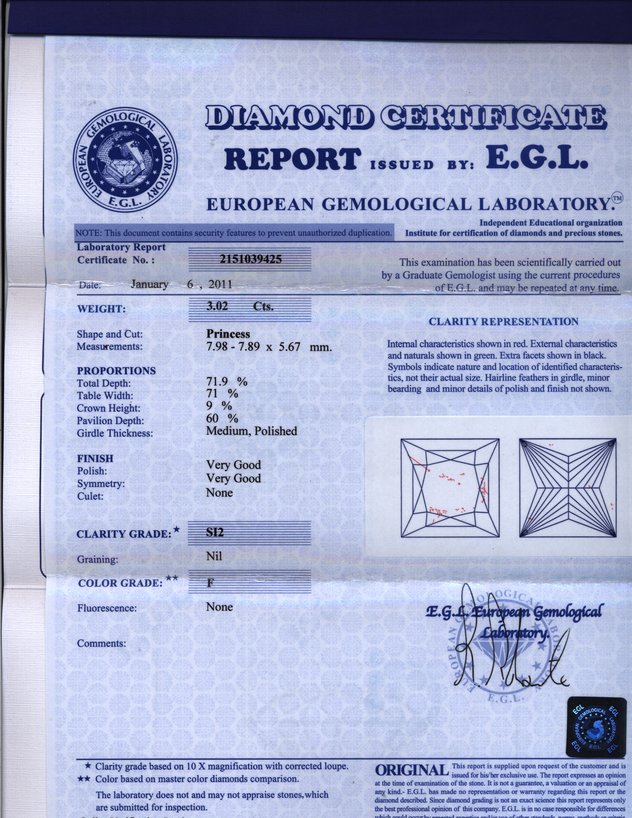 GEMOLOGICAL LABORATORY
EUROPEAN
E.G.L.
DIAMOND CERTIFICATE
REPORT ISSUED BY: E.G.L.
EUROPEAN GEMOLOGICAL LABORATORY.™
Independent Educational organization
NOTE: This document contains security features to prevent unauthorized duplication.
Institute for certification of diamonds and precious stones.
Laboratory Report
Certificate No. : 2151039425
Date: January 6 , 2011
This examination has been scientifically carried out
by a Graduate Gemologist using the current procedures
of E.G.L. and may be repeated at any time.
WEIGHT: 3.02 Cts.
Shape and Cut: Princess
Measurements: 7.98 - 7.89 x 5.67 mm.
PROPORTIONS
Total Depth: 71.9 %
Table Width: 71 %
Crown Height: 9 %
Pavilion Depth: 60 %
Girdle Thickness: Medium, Polished
CLARITY REPRESENTATION
Internal characteristics shown in red. External characteristics
and naturals shown in green. Extra facets shown in black.
Symbols indicate nature and location of identified characteris-
tics, not their actual size. Hairline feathers in girdle, minor
bearding and minor details of polish and finish not shown.
FINISH
Polish: Very Good
Symmetry: Very Good
Culet: None
CLARITY GRADE:★ SI2
Graining: Nil
COLOR GRADE:★★ F
Fluorescence: None
Comments:
E.G.L. European Gemological
Laboratory.
E.G.L.
EGL
EGL
EGL
EGL
★ Clarity grade based on 10 X magnification with corrected loupe.
★★ Color based on master color diamonds comparison.
The laboratory does not and may not appraise stones,which
are submitted for inspection.
ORIGINAL This report is supplied upon request of the customer and is
issued for his/her exclusive use. The report expresses an opinion
at the time of examination of the stone. It is not a guarantee, a valuation or an appraisal of
any kind.- E.G.L. has made no representation or warranty regarding this report or the
diamond described. Since diamond grading is not an exact science this report represents only
the best professional opinion of this company. E.G.L. is in no case responsible for differences